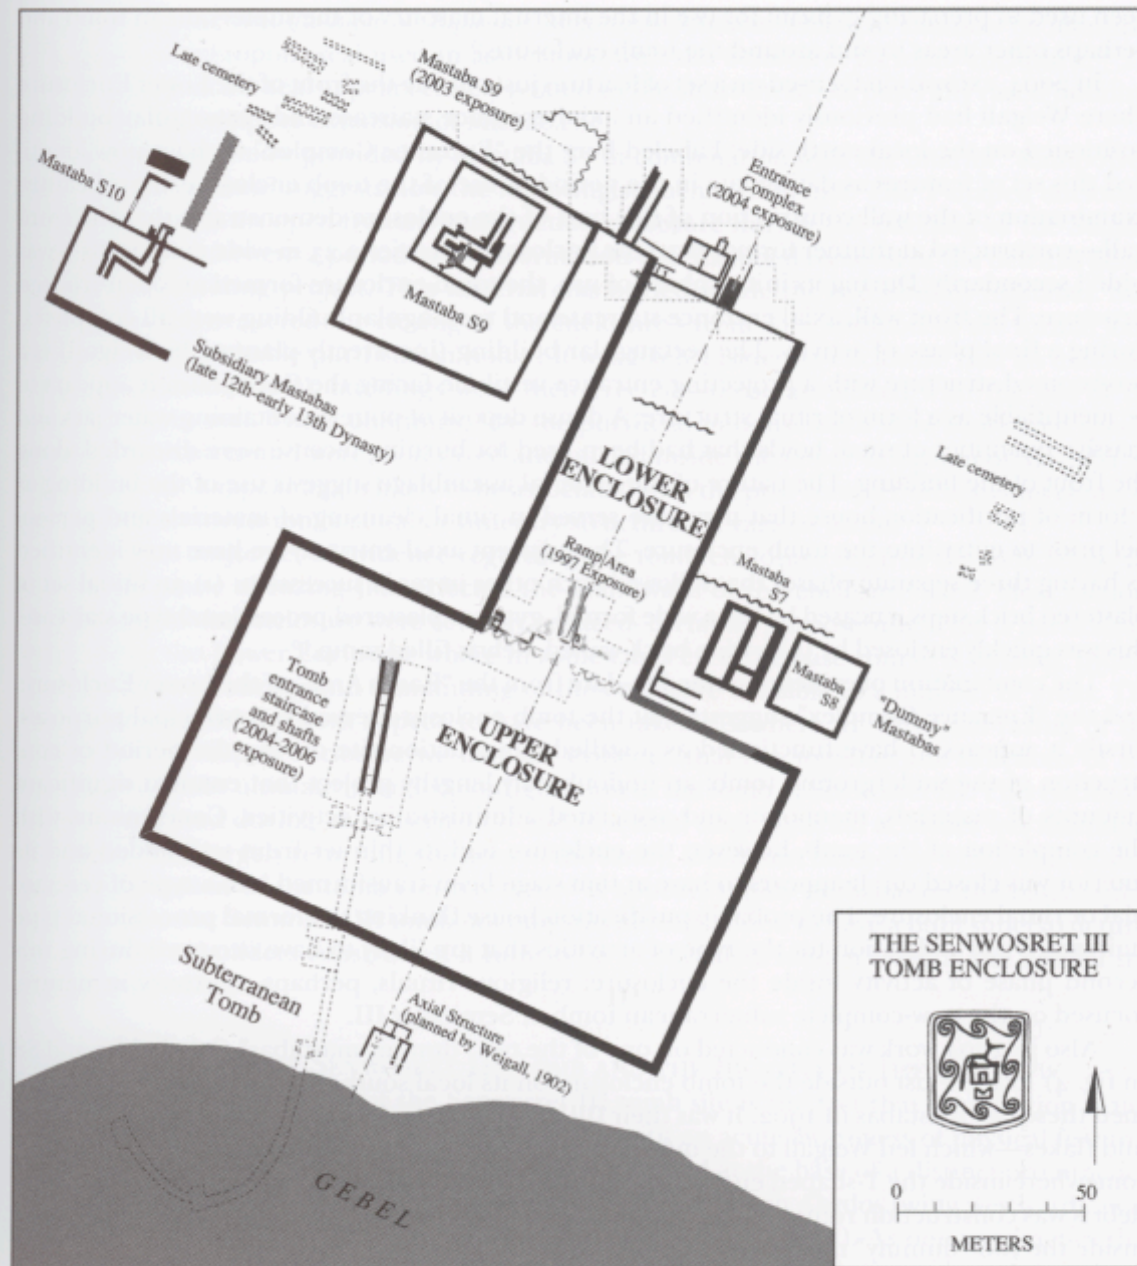 Late cemetery
Mastaba S9
(2003 exposure)
Mastaba S10
Entrance
Complex
(2004 exposure)
Mastaba S9
Subsidiary Mastabas
(late 12th-early 13th Dynasty)
LOWER
ENCLOSURE
Late cemetery
Ramp/Area
(1997 Exposure)
Mastaba
S7
Mastaba
S8
"Dummy"
Mastabas
Tomb
entrance
staircase
and shafts
(2004-2006
exposure)
UPPER
ENCLOSURE
Subterranean
Tomb
Axial Structure
(planned by Weigall, 1902)
GEBEL
THE SENWOSRET III
TOMB ENCLOSURE
0 50
METERS